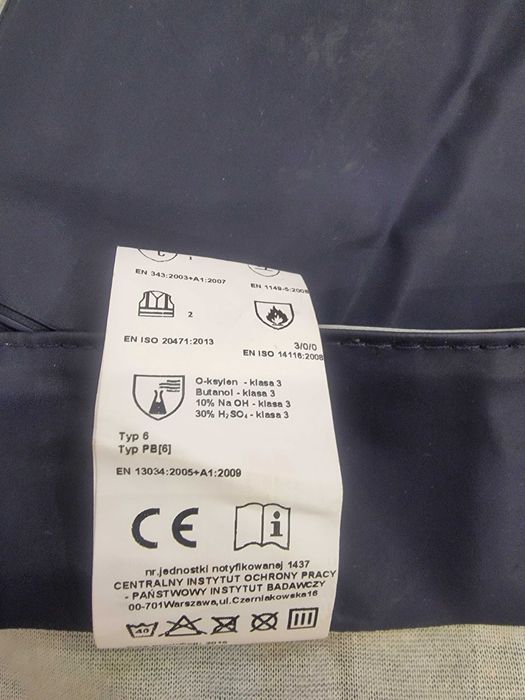 C 1
EN 343:2003+A1:2007
EN 1149-5:2008
2
EN ISO 20471:2013
3/0/0
EN ISO 14116:2008
O-ksylen - klasa 3
Butanol - klasa 3
10% Na OH - klasa 3
30% H₂SO₄ - klasa 3
Typ 6
Typ PB[6]
EN 13034:2005+A1:2009
CE
i
nr.jednostki notyfikowanej 1437
CENTRALNY INSTYTUT OCHRONY PRACY
- PAŃSTWOWY INSTYTUT BADAWCZY
00-701Warszawa,ul.Czerniakowska16
40